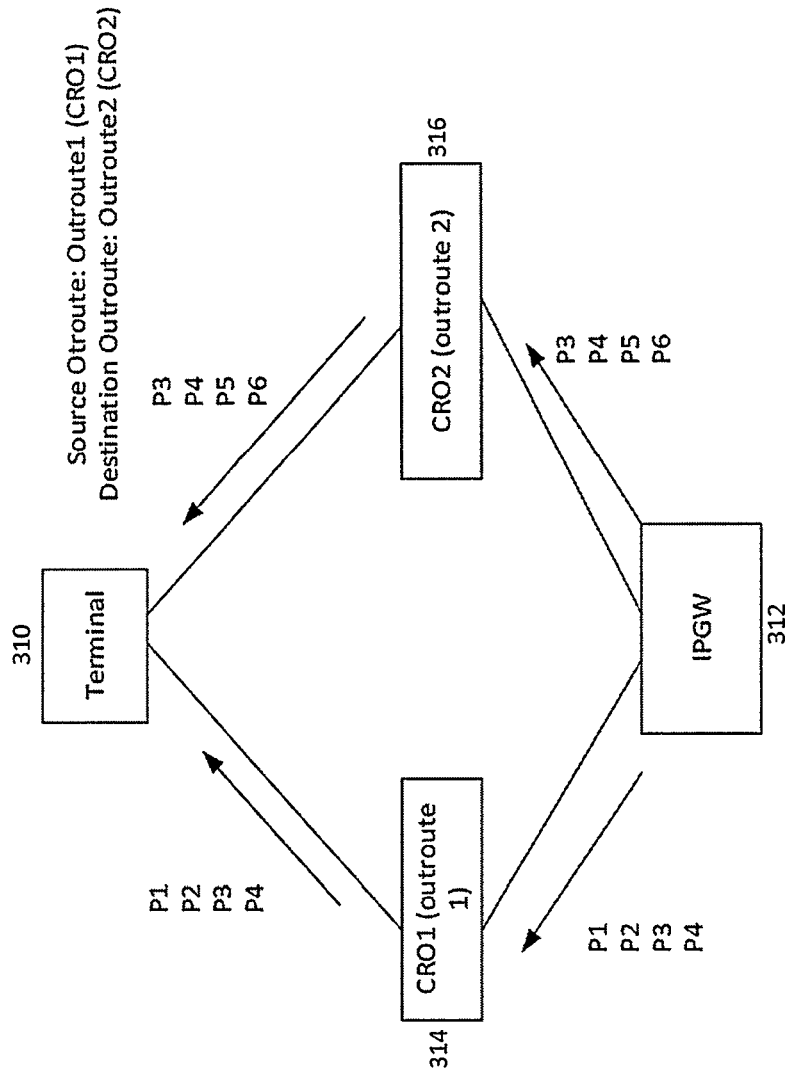 Source Otroute: Outroute1 (CRO1)
Destination Outroute: Outroute2 (CRO2)
310
Terminal
P1
P2
P3
P4
P3
P4
P5
P6
314
CRO1 (outroute
1)
CRO2 (outroute 2)
316
P1
P2
P3
P4
P3
P4
P5
P6
IPGW
312